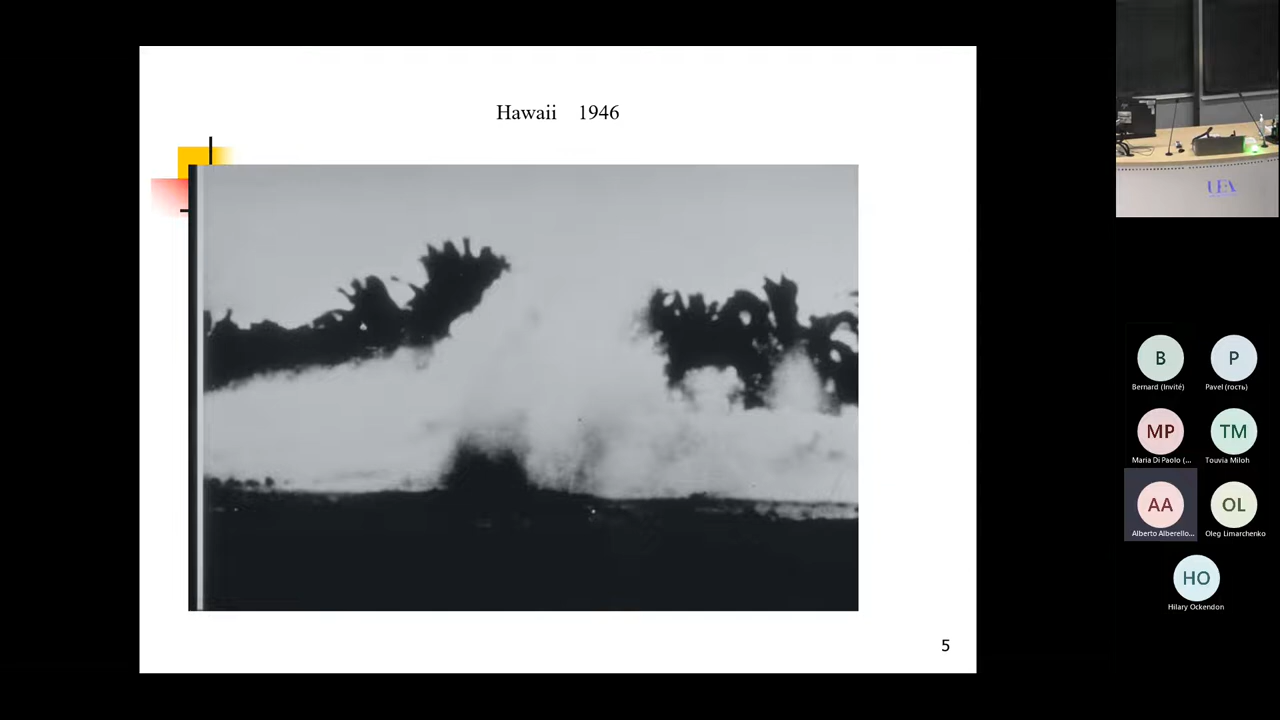 Hawaii 1946
5
UEA
B
P
Bernard (Invité)
Pavel (гость)
MP
TM
Maria Di Paolo (...
Touvia Miloh
AA
OL
Alberto Alberello...
Oleg Limarchenko
HO
Hilary Ockendon